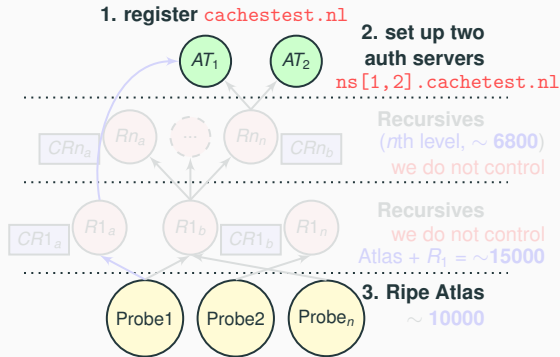 1. register cachestest.nl
2. set up two
auth servers
ns[1,2].cachetest.nl
AT1 AT2
Recursives
(nth level, ~ 6800)
we do not control
CRna Rna ... Rnn CRnb
Recursives
we do not control
Atlas + R1 = ~15000
CR1a R1a R1b CR1b R1n
3. Ripe Atlas
~ 10000
Probe1 Probe2 Proben